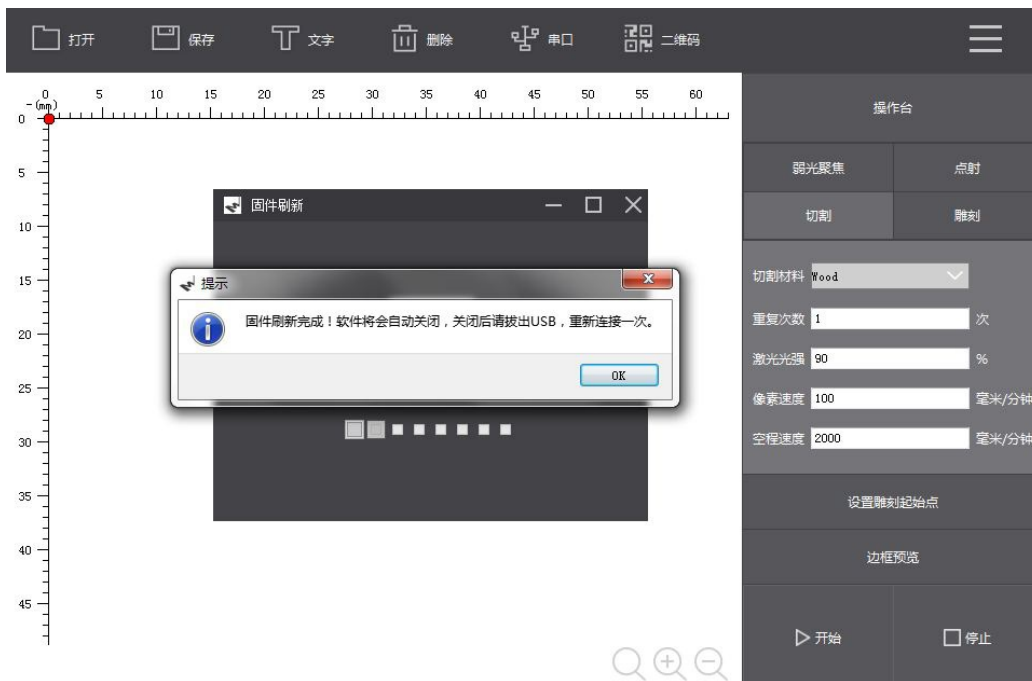 打开 保存 文字 删除 串口 二维码
0 5 10 15 20 25 30 35 40 45 50 55 60
(mm)
0
5
10
15
20
25
30
35
40
45
固件刷新
提示
固件刷新完成！软件将会自动关闭，关闭后请拔出USB，重新连接一次。
OK
操作台
弱光聚焦 点射
切割 雕刻
切割材料 Wood
重复次数 1 次
激光光强 90 %
像素速度 100 毫米/分钟
空程速度 2000 毫米/分钟
设置雕刻起始点
边框预览
开始 停止